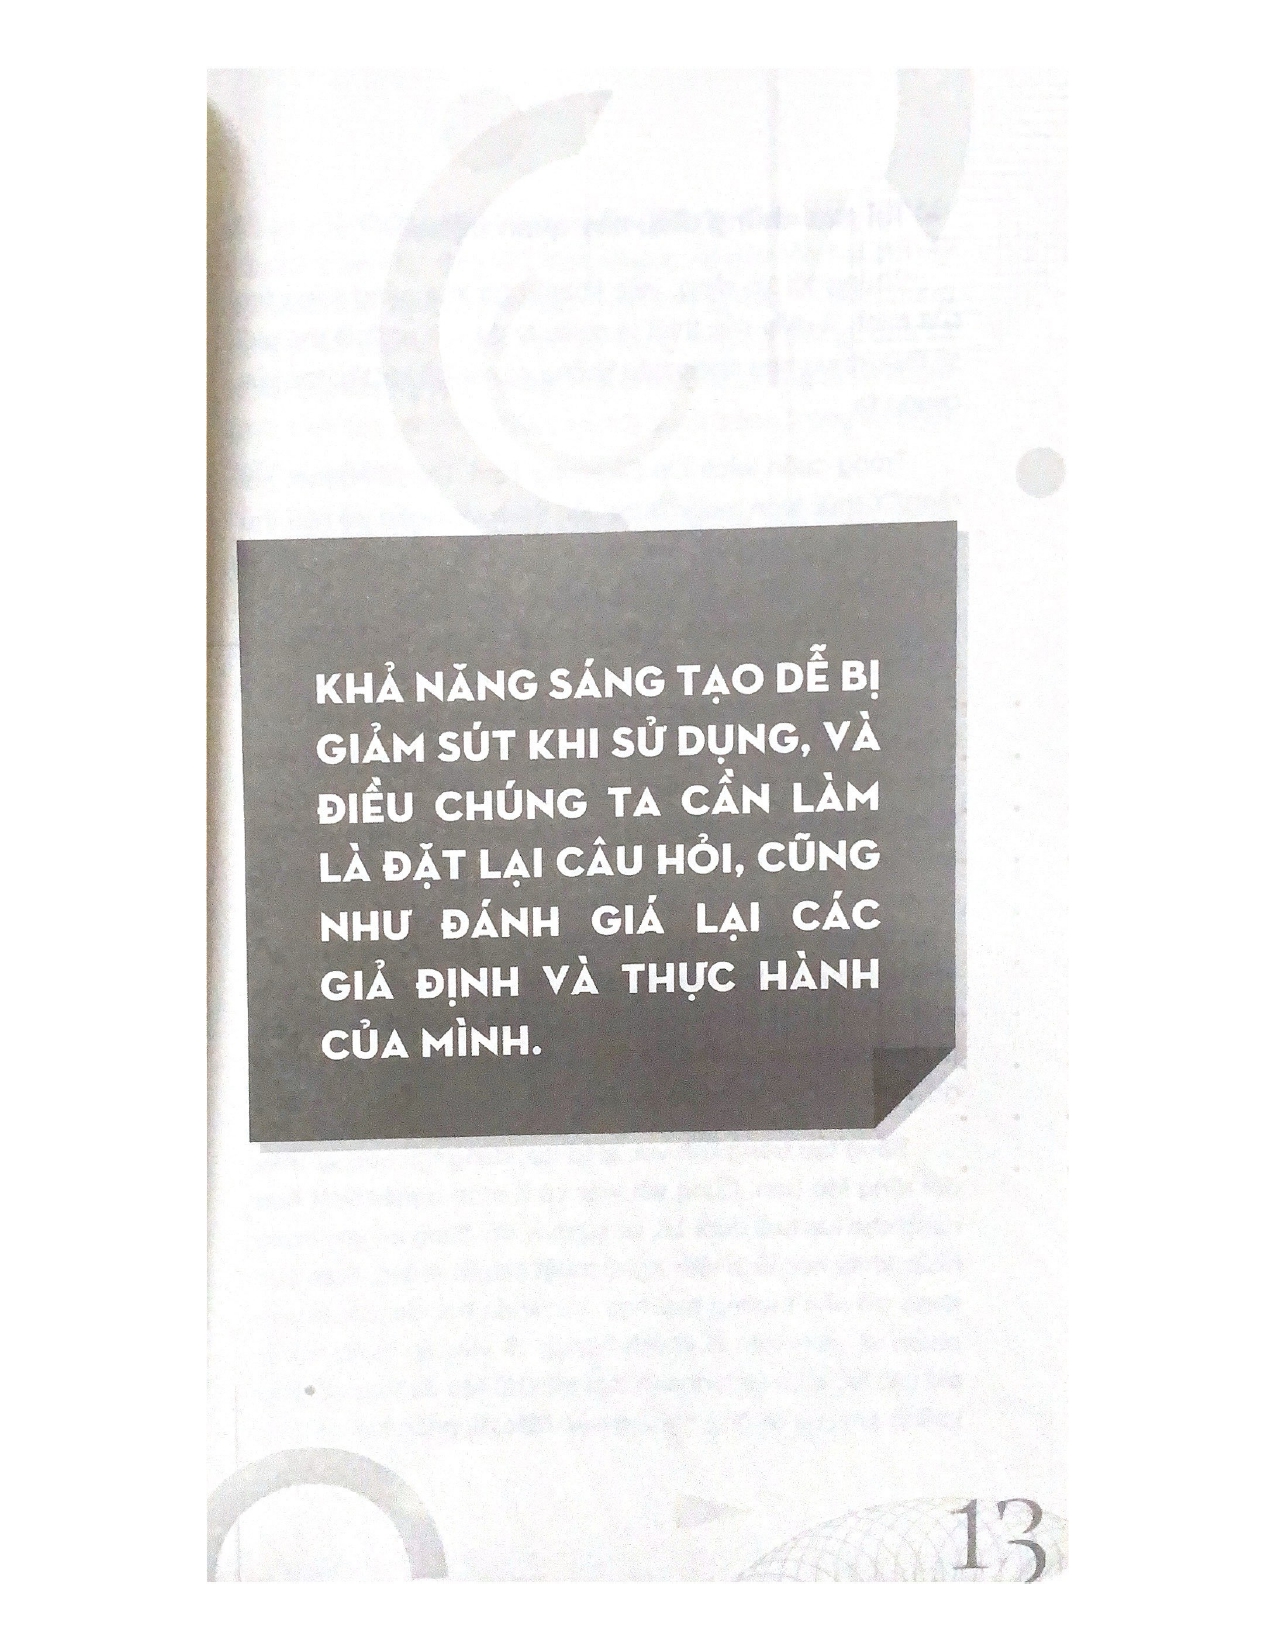 KHẢ NĂNG SÁNG TẠO DỄ BỊ
GIẢM SÚT KHI SỬ DỤNG, VÀ
ĐIỀU CHÚNG TA CẦN LÀM
LÀ ĐẶT LẠI CÂU HỎI, CŨNG
NHƯ ĐÁNH GIÁ LẠI CÁC
GIẢ ĐỊNH VÀ THỰC HÀNH
CỦA MÌNH.
13